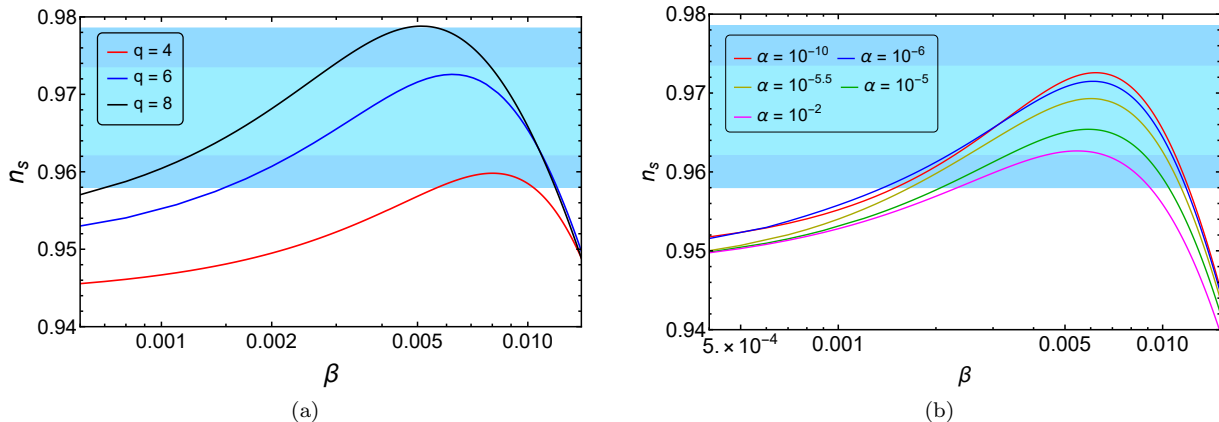 0.98
0.97
0.96
0.95
0.94
n_s
q = 4
q = 6
q = 8
0.001
0.002
0.005
0.010
β
(a)
0.98
0.97
0.96
0.95
0.94
n_s
α = 10^{-10}
α = 10^{-6}
α = 10^{-5.5}
α = 10^{-5}
α = 10^{-2}
5. × 10^{-4}
0.001
0.005
0.010
β
(b)